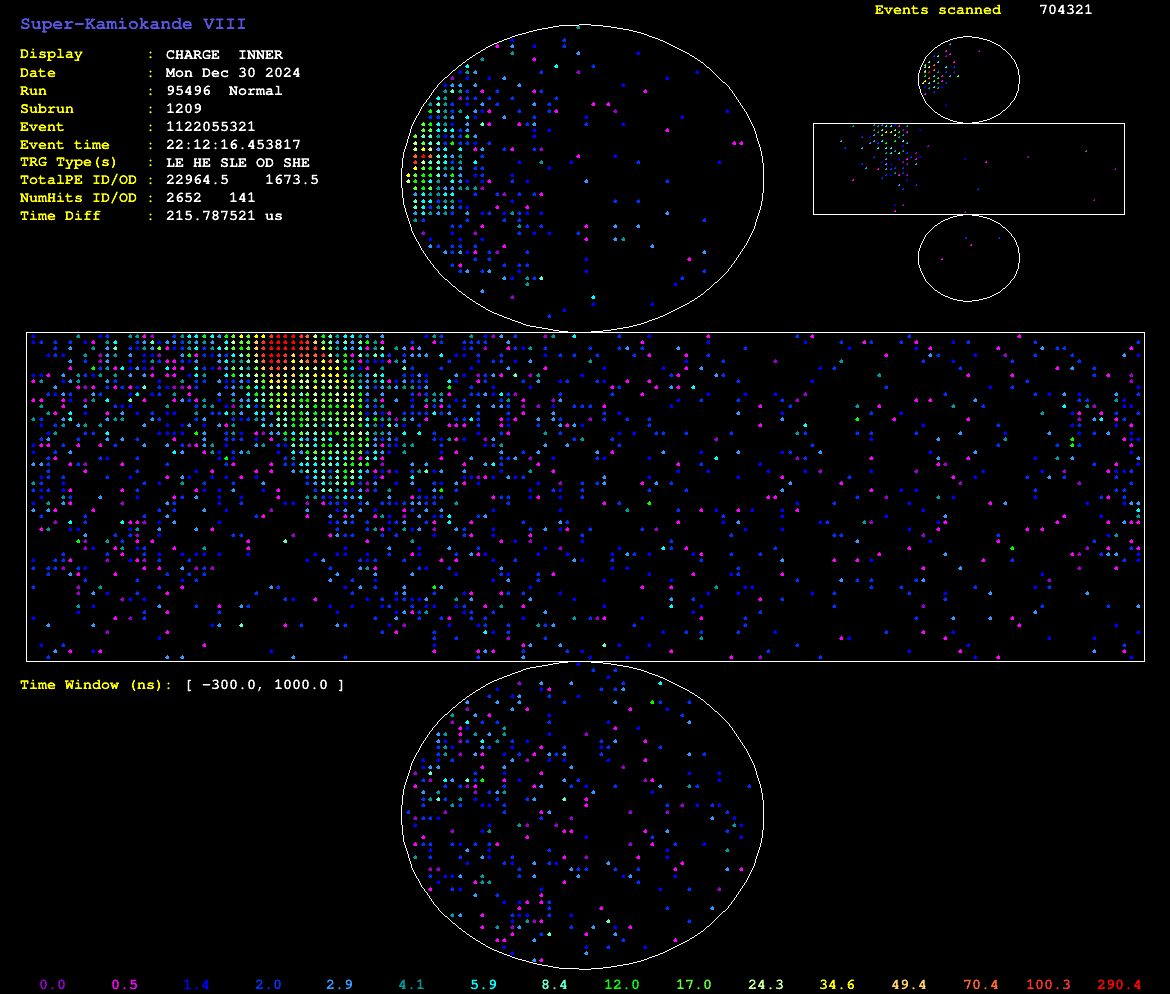 Super-Kamiokande VIII
Events scanned 704321
Display : CHARGE INNER
Date : Mon Dec 30 2024
Run : 95496 Normal
Subrun : 1209
Event : 1122055321
Event time : 22:12:16.453817
TRG Type(s) : LE HE SLE OD SHE
TotalPE ID/OD : 22964.5 1673.5
NumHits ID/OD : 2652 141
Time Diff : 215.787521 us
Time Window (ns): [ -300.0, 1000.0 ]
0.0 0.5 1.4 2.0 2.9 4.1 5.9 8.4 12.0 17.0 24.3 34.6 49.4 70.4 100.3 290.4